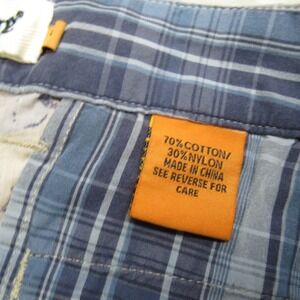 70% COTTON/
30% NYLON
MADE IN CHINA
SEE REVERSE FOR
CARE